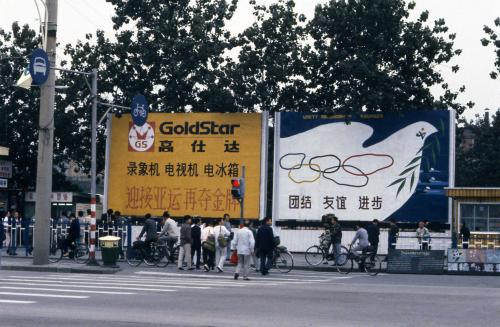 GS
GoldStar
高仕达
录象机 电视机 电冰箱
迎接亚运再夺金牌
团结 友谊 进步